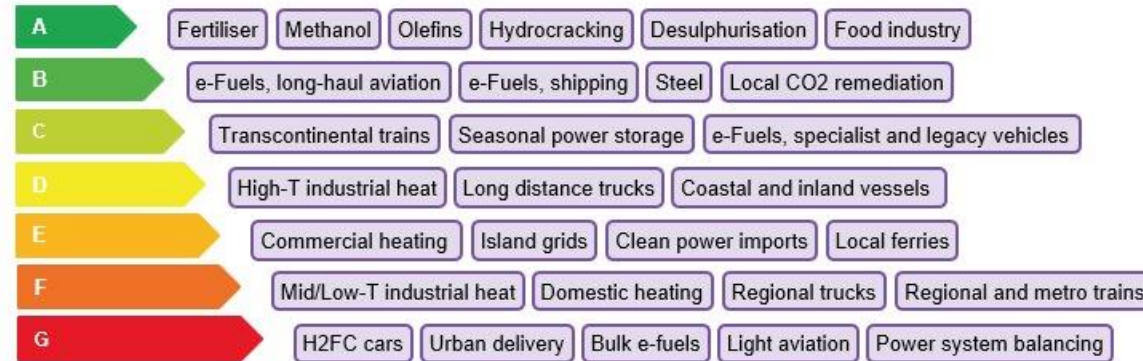 A Fertiliser Methanol Olefins Hydrocracking Desulphurisation Food industry
B e-Fuels, long-haul aviation e-Fuels, shipping Steel Local CO2 remediation
C Transcontinental trains Seasonal power storage e-Fuels, specialist and legacy vehicles
D High-T industrial heat Long distance trucks Coastal and inland vessels
E Commercial heating Island grids Clean power imports Local ferries
F Mid/Low-T industrial heat Domestic heating Regional trucks Regional and metro trains
G H2FC cars Urban delivery Bulk e-fuels Light aviation Power system balancing